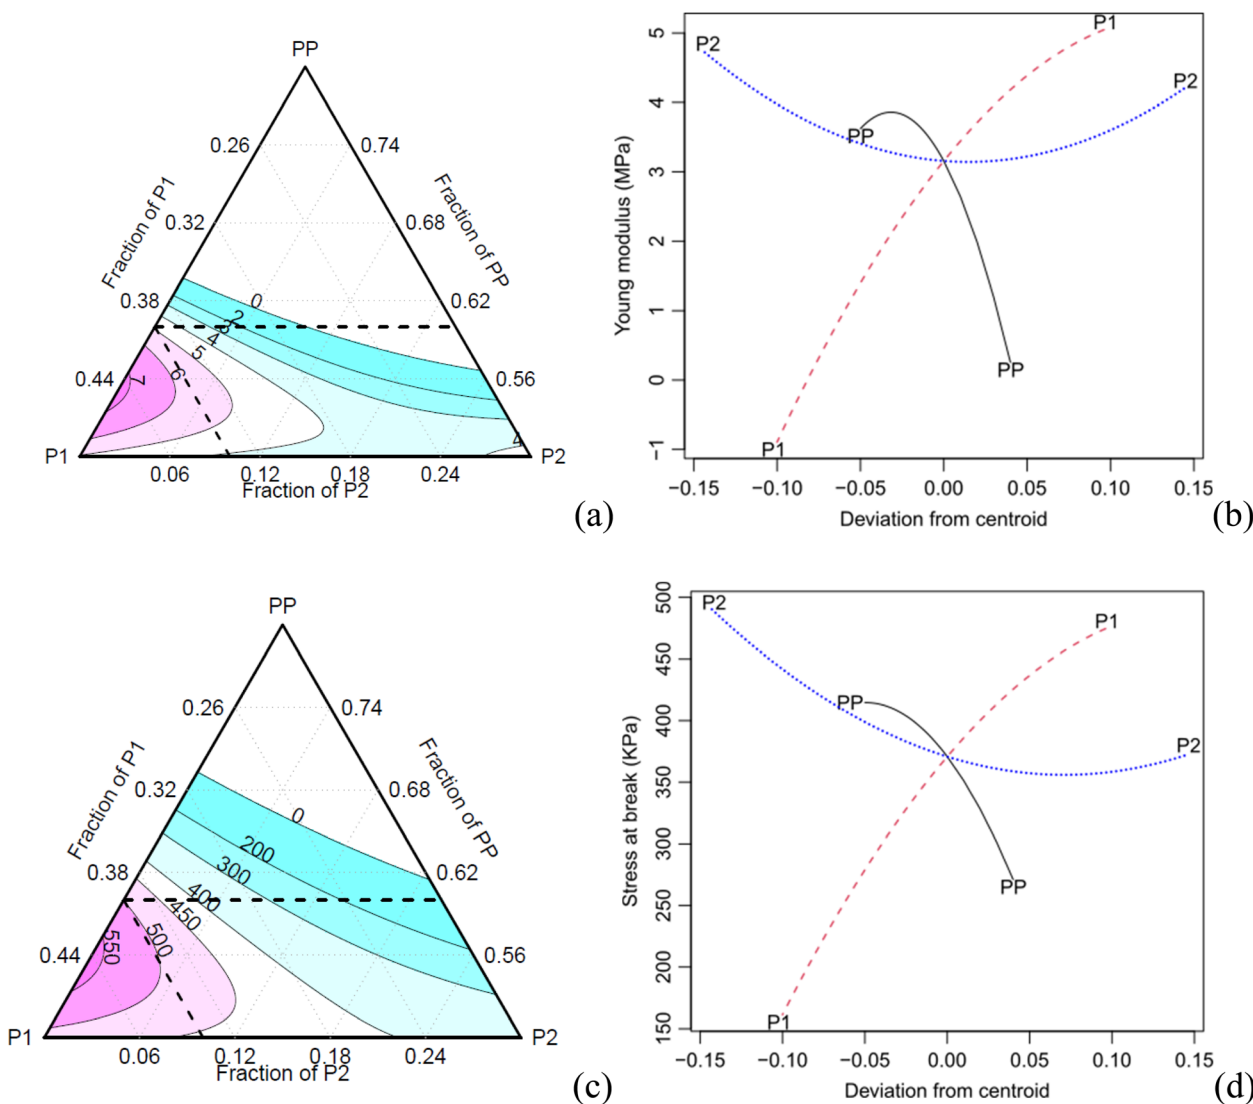 PP
0.26
0.74
Fraction of P1
Fraction of PP
0.32
0.68
0.38
0
0.62
2
3
4
5
6
7
0.44
0.56
4
P1
P2
0.06
0.12
0.18
0.24
Fraction of P2
(a)
P2
P1
P2
PP
PP
P1
5
4
3
2
1
0
−1
Young modulus (MPa)
−0.15
−0.10
−0.05
0.00
0.05
0.10
0.15
Deviation from centroid
(b)
PP
0.26
0.74
Fraction of P1
Fraction of PP
0.32
0.68
0
200
300
0.38
0.62
400
450
500
550
0.44
0.56
P1
P2
0.06
0.12
0.18
0.24
Fraction of P2
(c)
P2
P1
PP
P2
PP
P1
500
450
400
350
300
250
200
150
Stress at break (KPa)
−0.15
−0.10
−0.05
0.00
0.05
0.10
0.15
Deviation from centroid
(d)